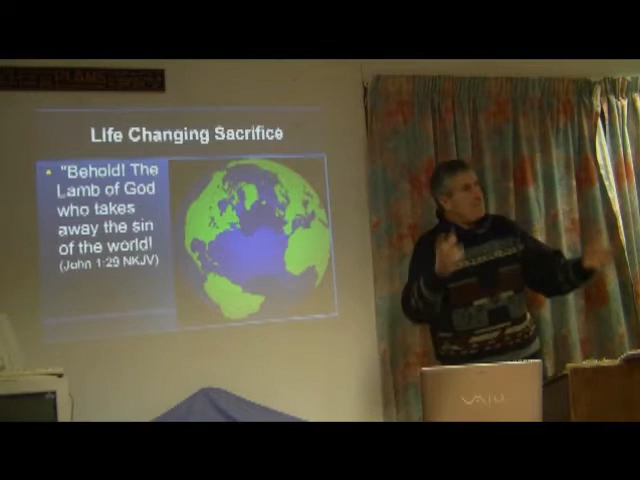 PLANS
Life Changing Sacrifice
"Behold! The
Lamb of God
who takes
away the sin
of the world!
(John 1:29 NKJV)
VAIO